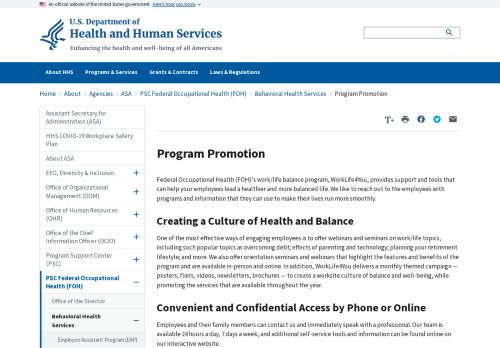 An official website of the United States government Here's how you know
U.S. Department of
Health and Human Services
Enhancing the health and well-being of all Americans
About HHS Programs & Services Grants & Contracts Laws & Regulations
Home › About › Agencies › ASA › PSC Federal Occupational Health (FOH) › Behavioral Health Services › Program Promotion
Assistant Secretary for
Administration (ASA)
HHS COVID-19 Workplace Safety
Plan
About ASA
EEO, Diversity & Inclusion +
Office of Organizational
Management (OOM) +
Office of Human Resources
(OHR) +
Office of the Chief
Information Officer (OCIO) +
Program Support Center
(PSC) +
PSC Federal Occupational
Health (FOH) –
Office of the Director
Behavioral Health
Services –
Employee Assistant Program (EAP)
T+
Program Promotion
Federal Occupational Health (FOH)'s work/life balance program, WorkLife4You, provides support and tools that
can help your employees lead a healthier and more balanced life. We like to reach out to the employees with
programs and information that they can use to make their lives run more smoothly.
Creating a Culture of Health and Balance
One of the most effective ways of engaging employees is to offer webinars and seminars on work/life topics,
including such popular topics as overcoming debt; effects of parenting and technology; planning your retirement
lifestyle; and more. We also offer orientation seminars and webinars that highlight the features and benefits of the
program and are available in-person and online. In addition, WorkLife4You delivers a monthly themed campaign —
posters, fliers, videos, newsletters, brochures — to create a worksite culture of balance and well-being, while
promoting the services that are available throughout the year.
Convenient and Confidential Access by Phone or Online
Employees and their family members can contact us and immediately speak with a professional. Our team is
available 24 hours a day, 7 days a week, and additional self-service tools and information can be found online on
our interactive website.